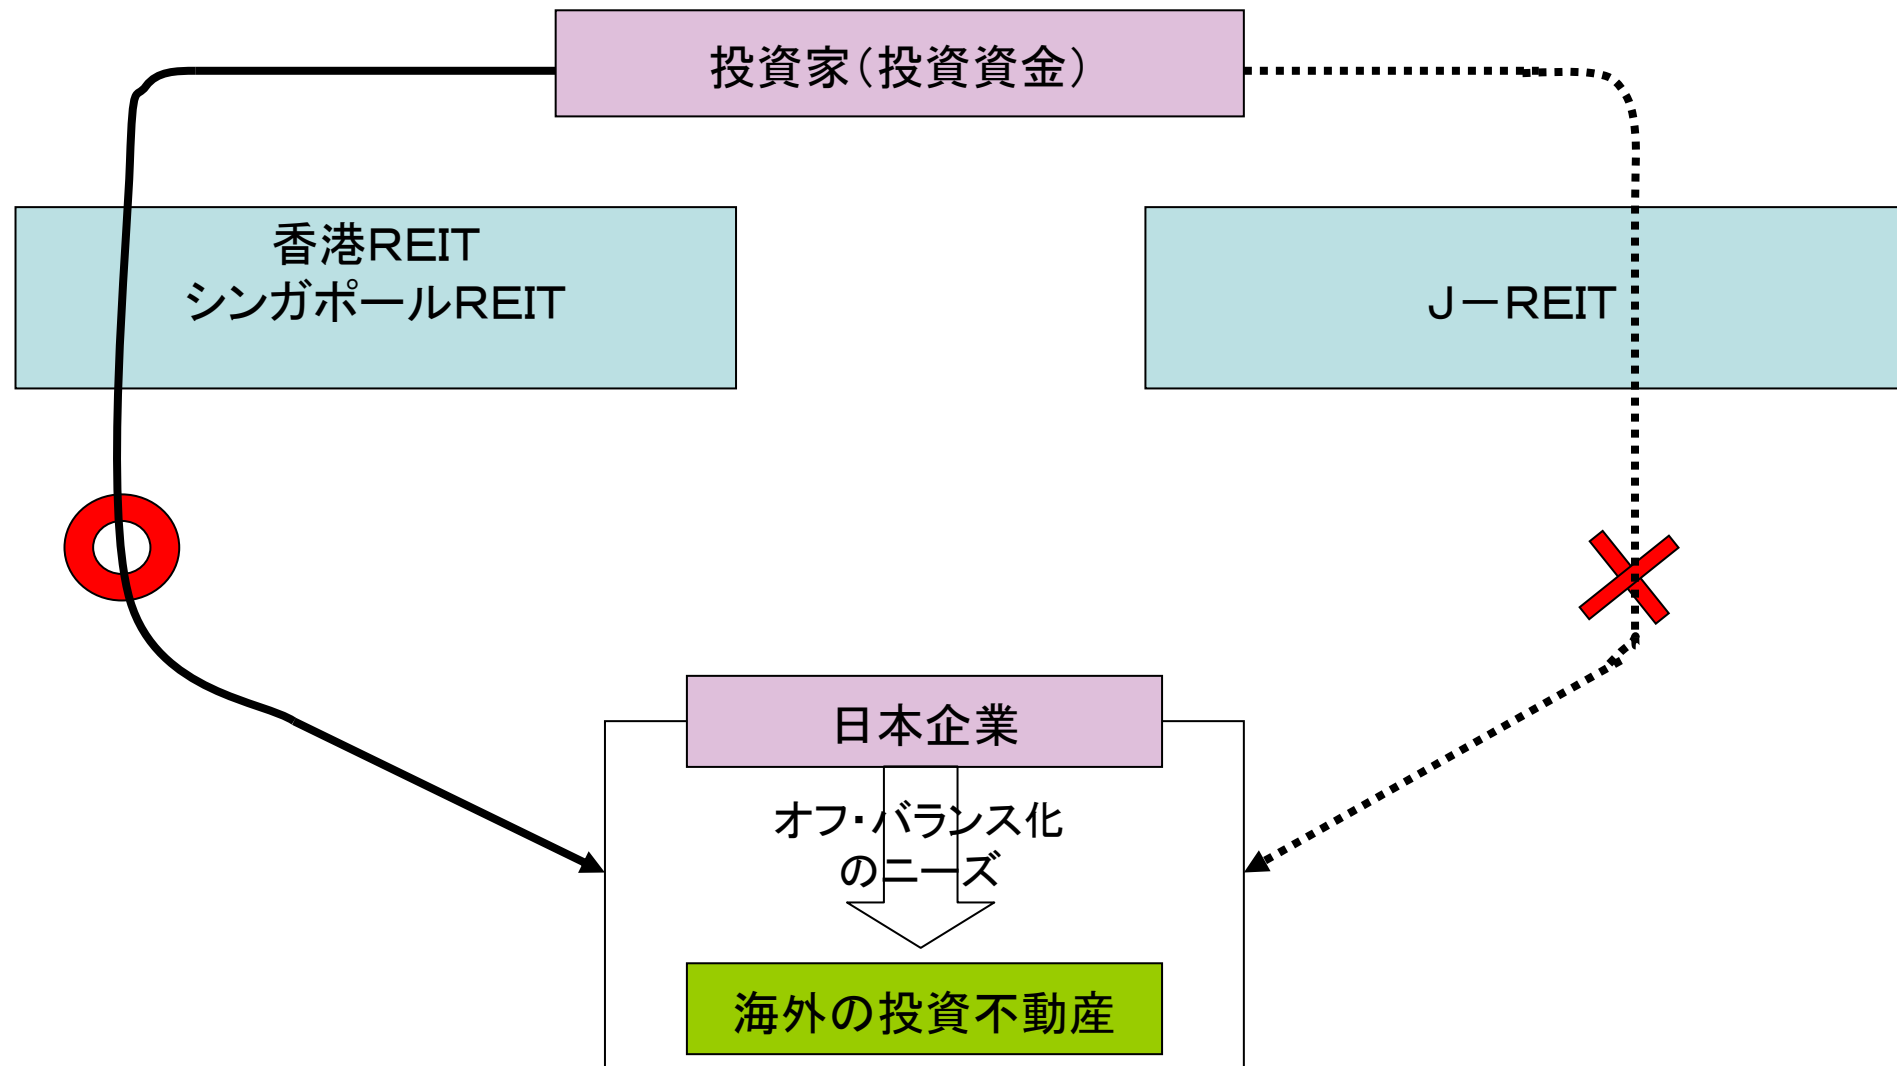 投資家（投資資金）
香港ＲＥＩＴ
シンガポールＲＥＩＴ
Ｊ－ＲＥＩＴ
日本企業
オフ・バランス化
のニーズ
海外の投資不動産